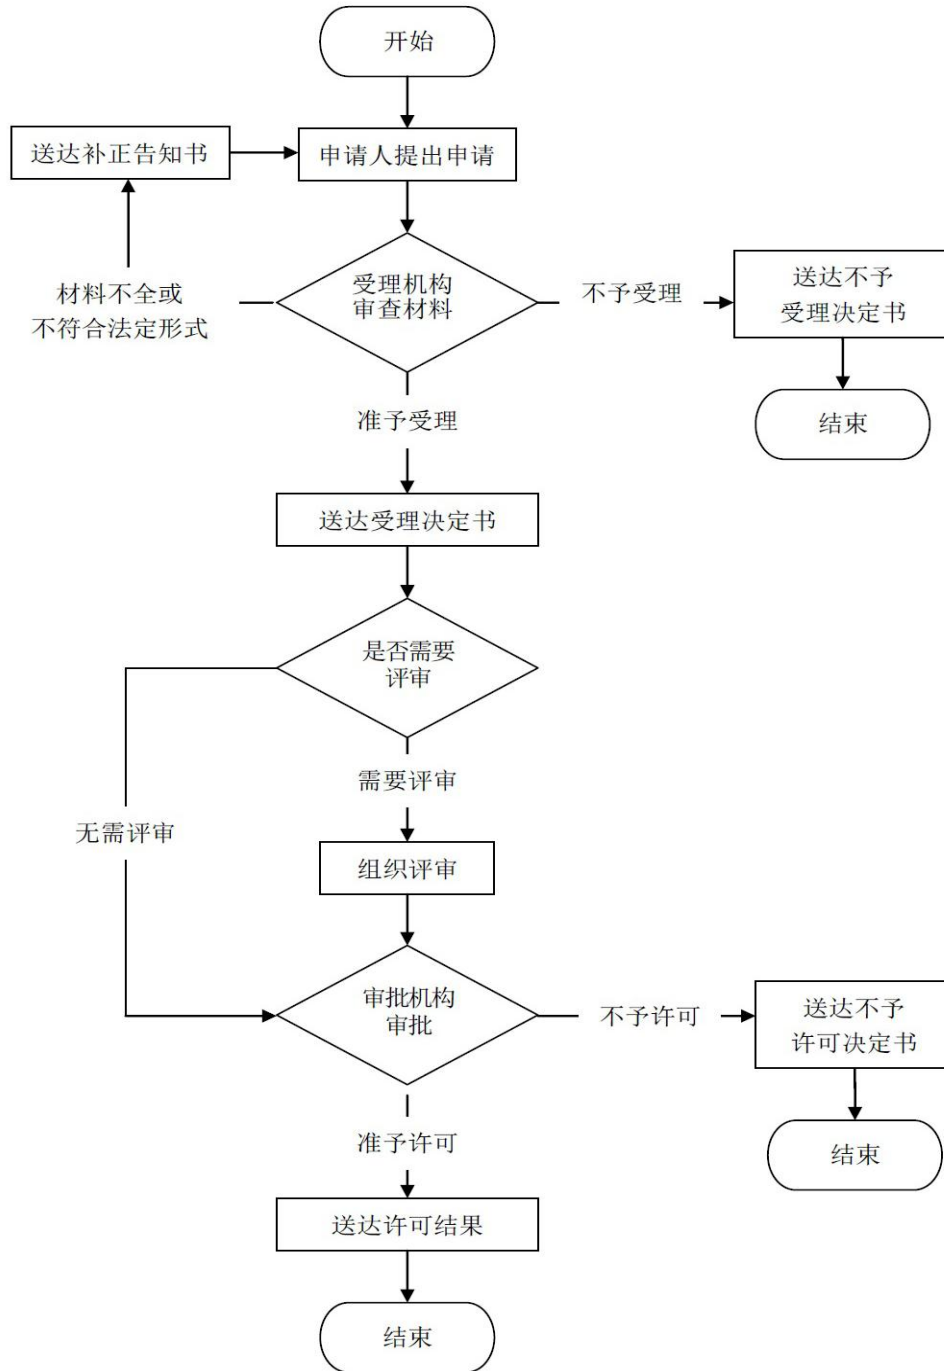 开始
送达补正告知书
申请人提出申请
材料不全或
不符合法定形式
受理机构
审查材料
不予受理
送达不予
受理决定书
结束
准予受理
送达受理决定书
是否需要
评审
需要评审
无需评审
组织评审
审批机构
审批
不予许可
送达不予
许可决定书
结束
准予许可
送达许可结果
结束